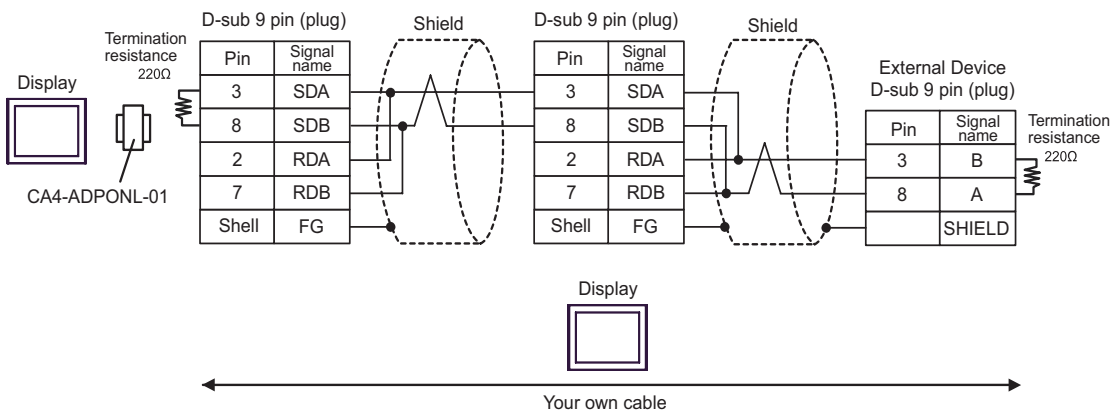 Display
CA4-ADPONL-01
Termination
resistance
220Ω
D-sub 9 pin (plug)
Pin Signal name
3 SDA
8 SDB
2 RDA
7 RDB
Shell FG
Shield
D-sub 9 pin (plug)
Pin Signal name
3 SDA
8 SDB
2 RDA
7 RDB
Shell FG
Shield
External Device
D-sub 9 pin (plug)
Pin Signal name
3 B
8 A
SHIELD
Termination
resistance
220Ω
Display
Your own cable